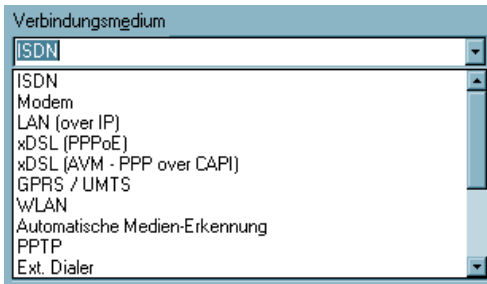 Verbindungsmedium
ISDN
ISDN
Modem
LAN (over IP)
xDSL (PPPoE)
xDSL (AVM - PPP over CAPI)
GPRS / UMTS
WLAN
Automatische Medien-Erkennung
PPTP
Ext. Dialer